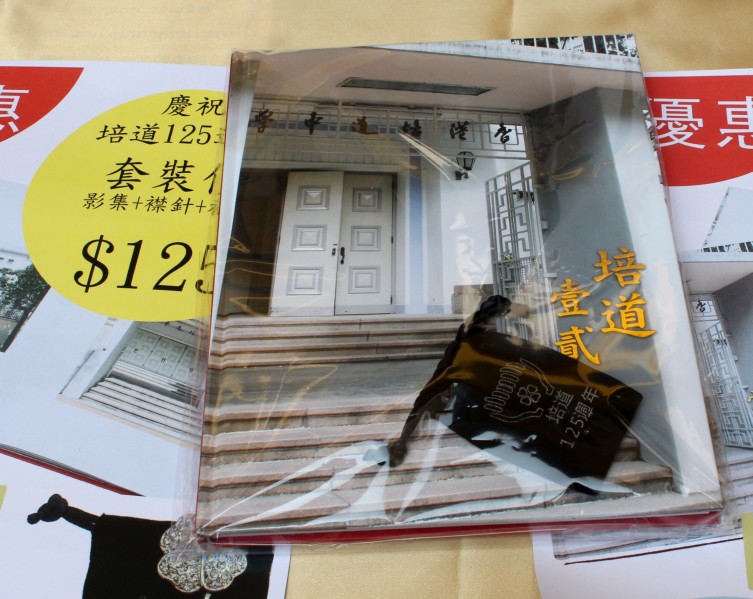 惠
慶祝
培道125
套裝
影集+襟針+
$125
香港培道中學
培道
壹貳
培道
125周年
優惠